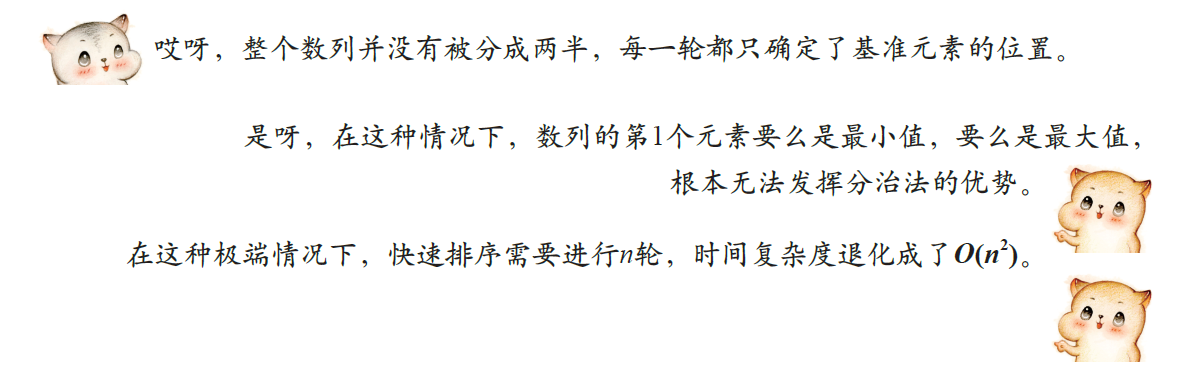 哎呀，整个数列并没有被分成两半，每一轮都只确定了基准元素的位置。
是呀，在这种情况下，数列的第1个元素要么是最小值，要么是最大值，
根本无法发挥分治法的优势。
在这种极端情况下，快速排序需要进行n轮，时间复杂度退化成了O(n²)。